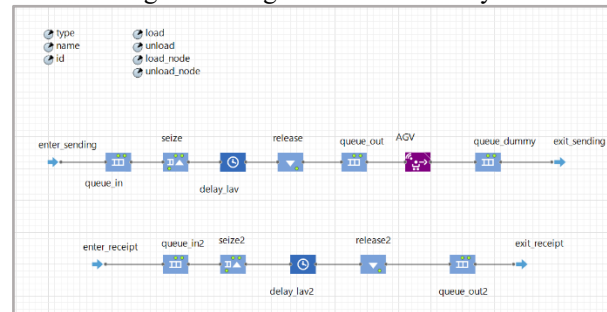 type load
name unload
id load_node
unload_node
seize release queue_out AGV queue_dummy exit_sending
enter_sending
queue_in delay_lav
enter_receipt queue_in2 seize2 release2 exit_receipt
delay_lav2 queue_out2